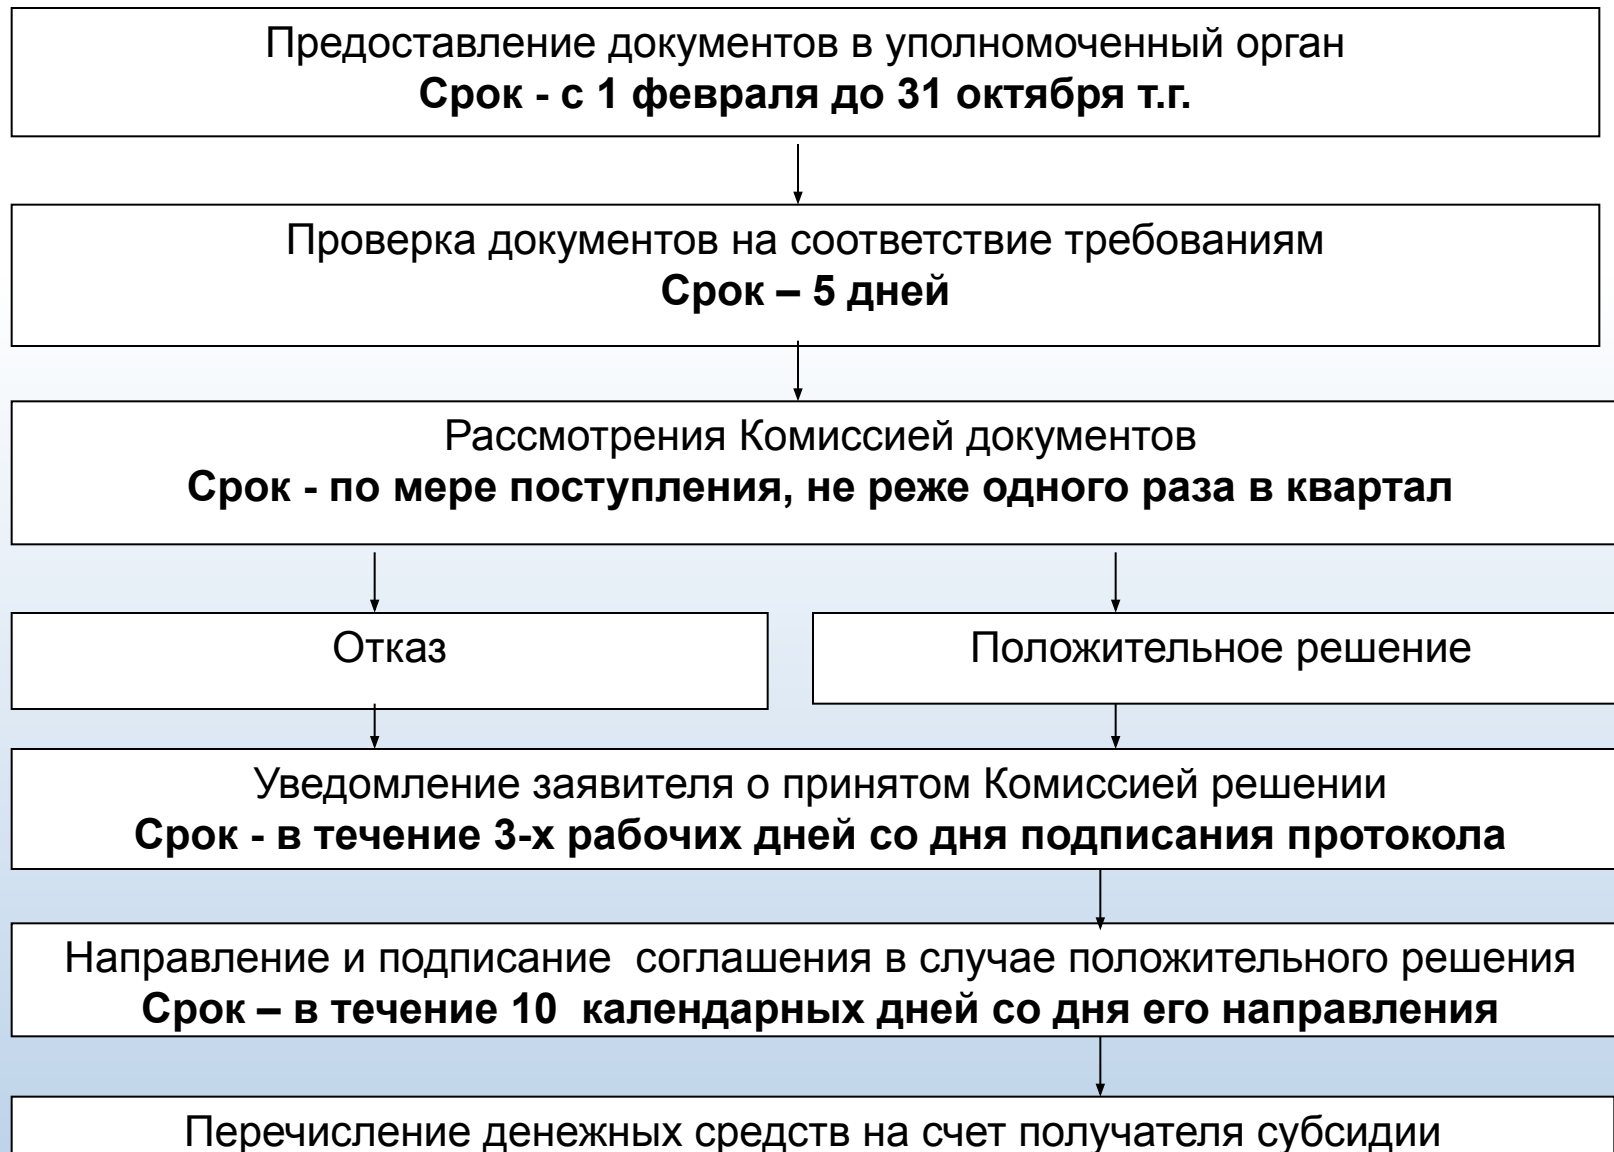 Предоставление документов в уполномоченный орган
Срок - с 1 февраля до 31 октября т.г.
Проверка документов на соответствие требованиям
Срок – 5 дней
Рассмотрения Комиссией документов
Срок - по мере поступления, не реже одного раза в квартал
Отказ
Положительное решение
Уведомление заявителя о принятом Комиссией решении
Срок - в течение 3-х рабочих дней со дня подписания протокола
Направление и подписание  соглашения в случае положительного решения
Срок – в течение 10  календарных дней со дня его направления
Перечисление денежных средств на счет получателя субсидии